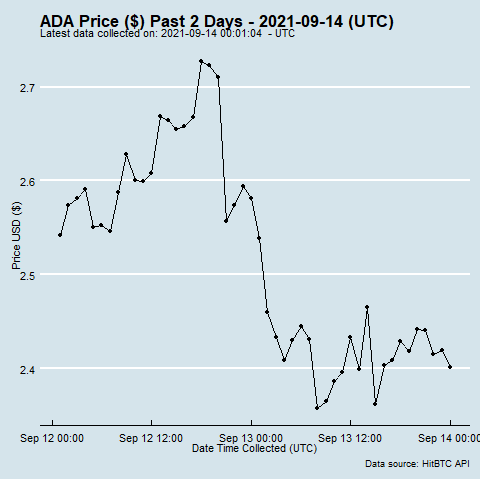 ADA Price ($) Past 2 Days - 2021-09-14 (UTC)
Latest data collected on: 2021-09-14 00:01:04 - UTC
2.7
2.6
2.5
2.4
Price USD ($)
Sep 12 00:00 Sep 12 12:00 Sep 13 00:00 Sep 13 12:00 Sep 14 00:00
Date Time Collected (UTC)
Data source: HitBTC API